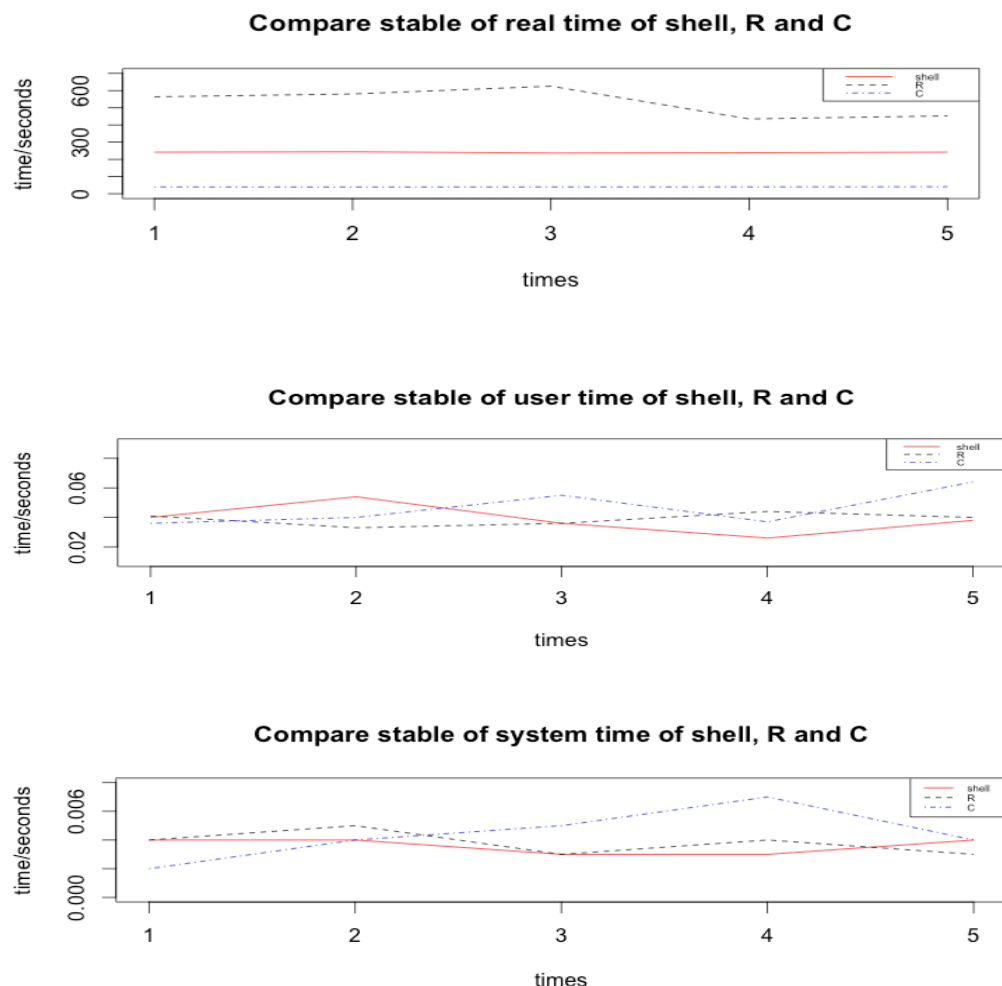 Compare stable of real time of shell, R and C
time/seconds
600
300
0
shell
R
C
1 2 3 4 5
times
Compare stable of user time of shell, R and C
time/seconds
0.06
0.02
shell
R
C
1 2 3 4 5
times
Compare stable of system time of shell, R and C
time/seconds
0.006
0.000
shell
R
C
1 2 3 4 5
times